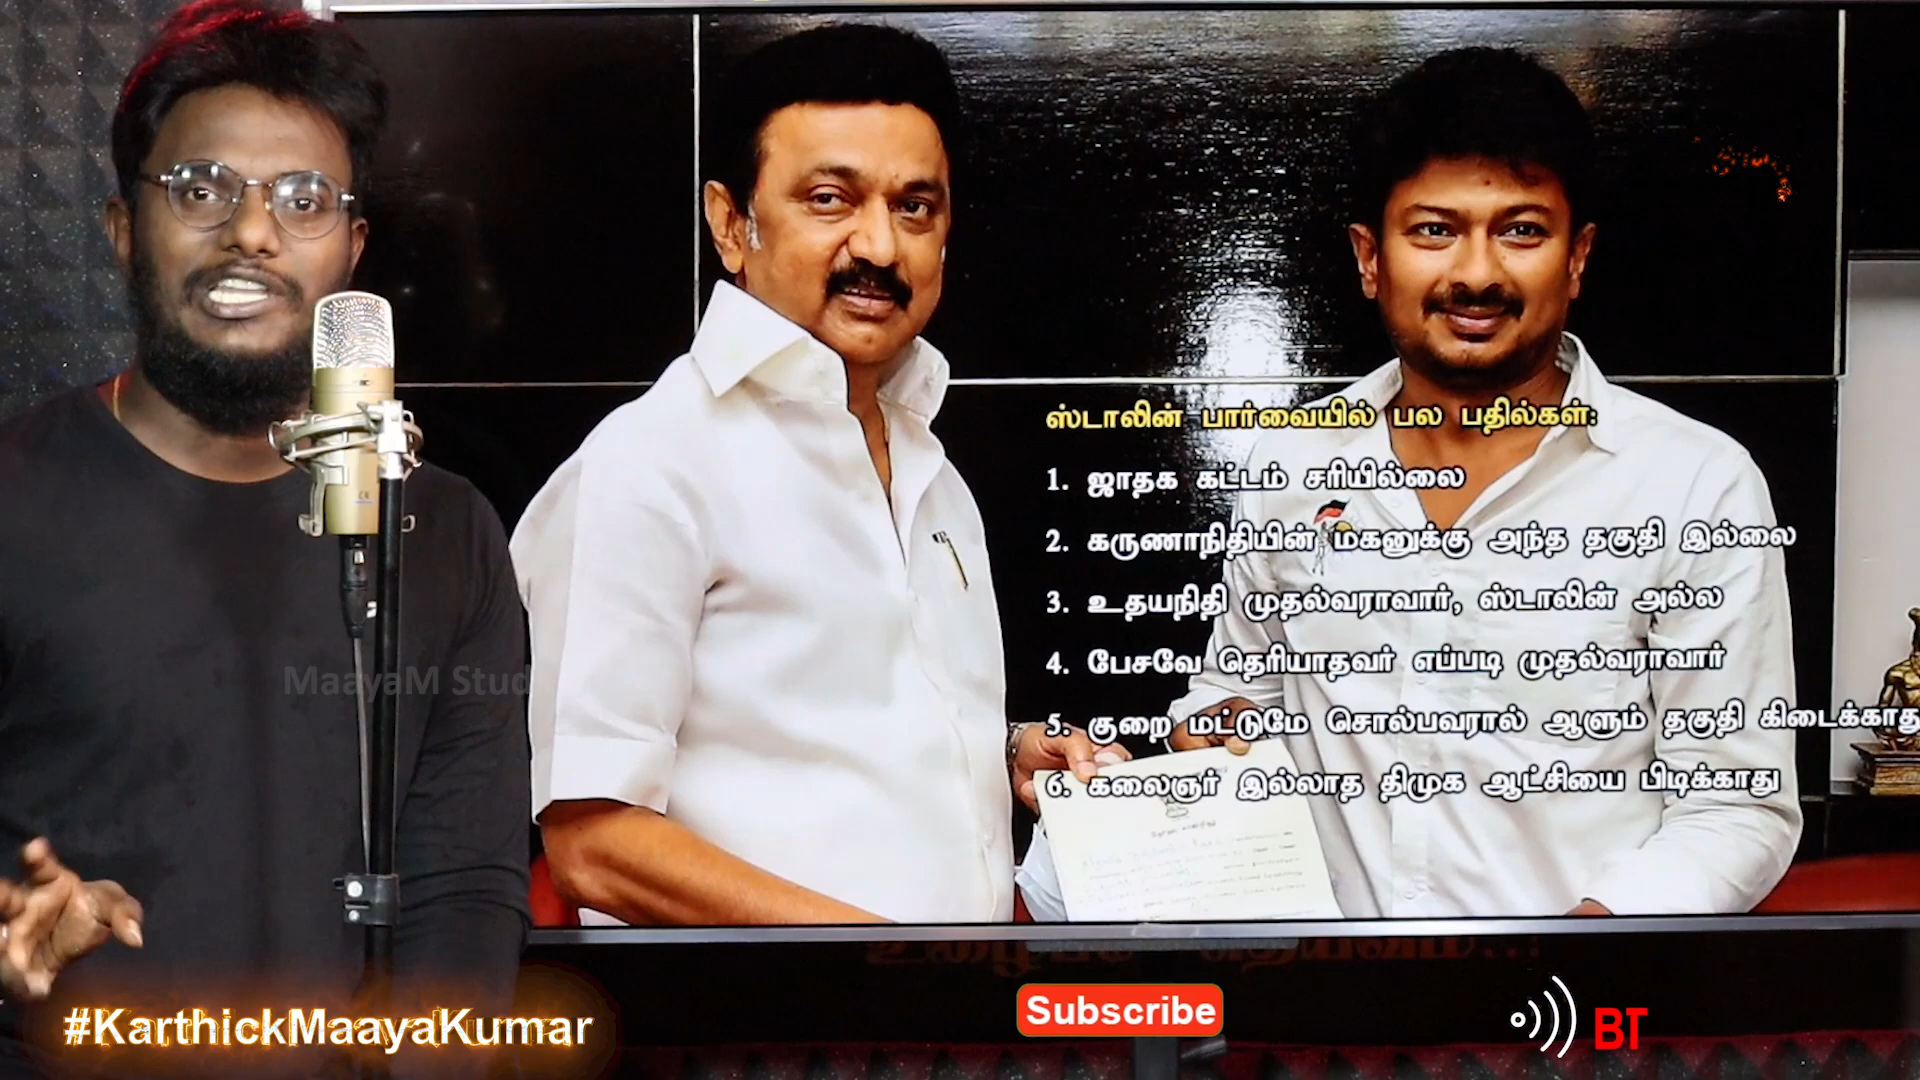 ஸ்டாலின் பார்வையில் பல பதில்கள்:
1. ஜாதக கட்டம் சரியில்லை
2. கருணாநிதியின் மகனுக்கு அந்த தகுதி இல்லை
3. உதயநிதி முதல்வராவார், ஸ்டாலின் அல்ல
4. பேசவே தெரியாதவர் எப்படி முதல்வராவார்
5. குறை மட்டுமே சொல்பவரால் ஆளும் தகுதி கிடைக்காது
6. கலைஞர் இல்லாத திமுக ஆட்சியை பிடிக்காது
MaayaM Stud
#KarthickMaayaKumar
Subscribe
BT